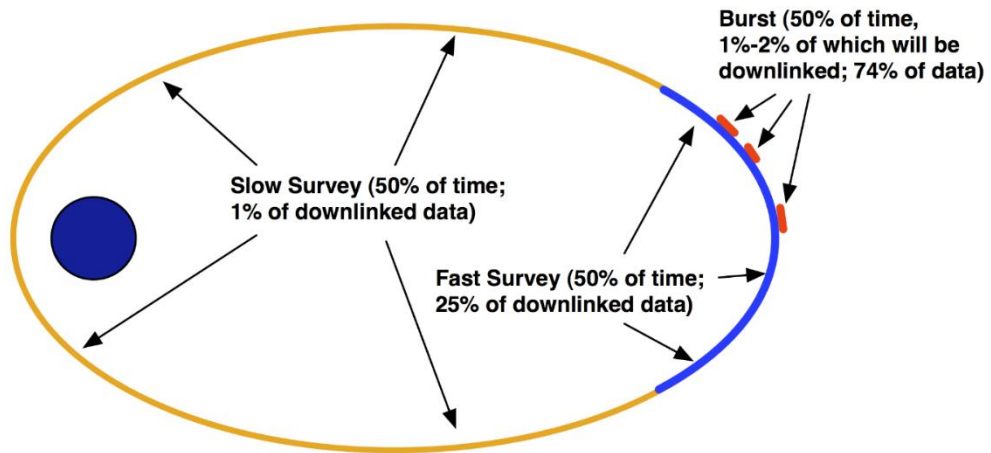 Burst (50% of time,
1%-2% of which will be
downlinked; 74% of data)
Slow Survey (50% of time;
1% of downlinked data)
Fast Survey (50% of time;
25% of downlinked data)